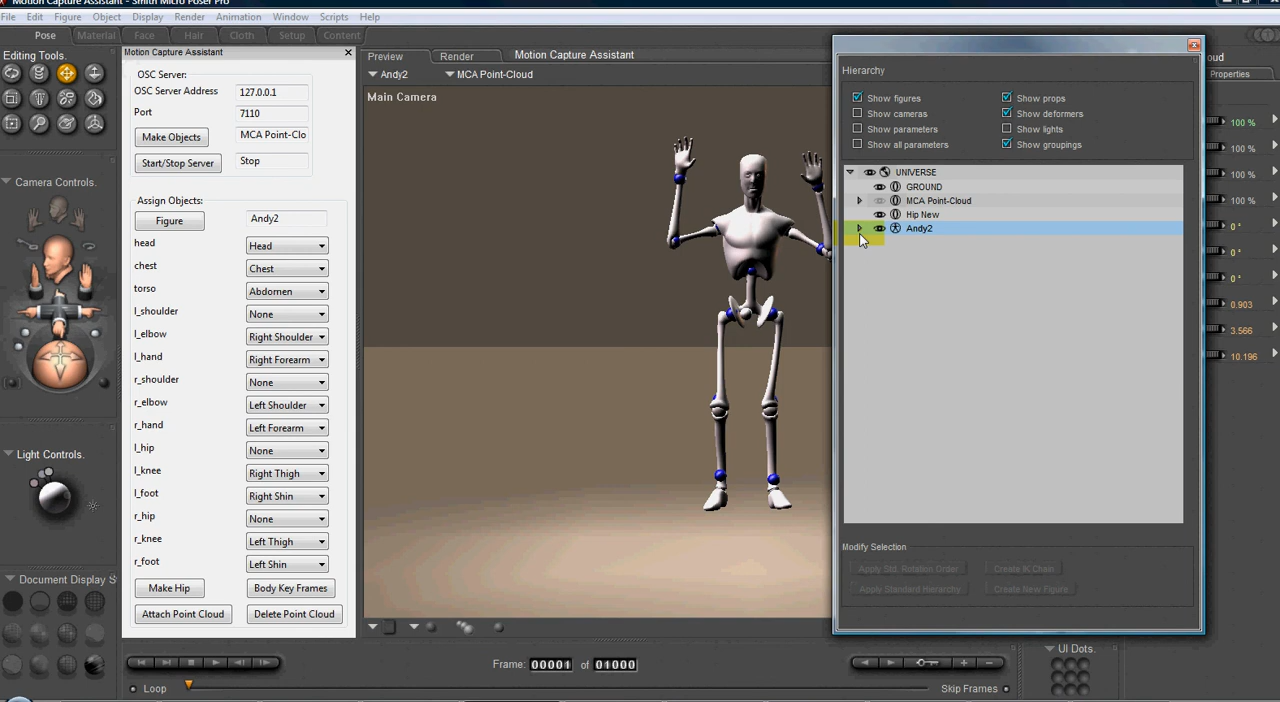 Motion Capture Assistant - Smith Micro Poser Pro
File Edit Figure Object Display Render Animation Window Scripts Help
Pose Material Face Hair Cloth Setup Content
Editing Tools.
Camera Controls.
Light Controls.
Document Display S
Motion Capture Assistant
OSC Server:
OSC Server Address 127.0.0.1
Port 7110
Make Objects MCA Point-Clo
Start/Stop Server Stop
Assign Objects:
Figure Andy2
head Head
chest Chest
torso Abdomen
l_shoulder None
l_elbow Right Shoulder
l_hand Right Forearm
r_shoulder None
r_elbow Left Shoulder
r_hand Left Forearm
l_hip None
l_knee Right Thigh
l_foot Right Shin
r_hip None
r_knee Left Thigh
r_foot Left Shin
Make Hip Body Key Frames
Attach Point Cloud Delete Point Cloud
Preview Render Motion Capture Assistant
Andy2 MCA Point-Cloud
Main Camera
Hierarchy
Show figures Show props
Show cameras Show deformers
Show parameters Show lights
Show all parameters Show groupings
UNIVERSE
GROUND
MCA Point-Cloud
Hip New
Andy2
Modify Selection
Apply Std. Rotation Order Create IK Chain
Apply Standard Hierarchy Create New Figure
oud
Properties
100 %
100 %
100 %
100 %
0 °
0 °
0 °
0.903
3.566
10.196
Frame: 00001 of 01000
Loop Skip Frames
UI Dots.